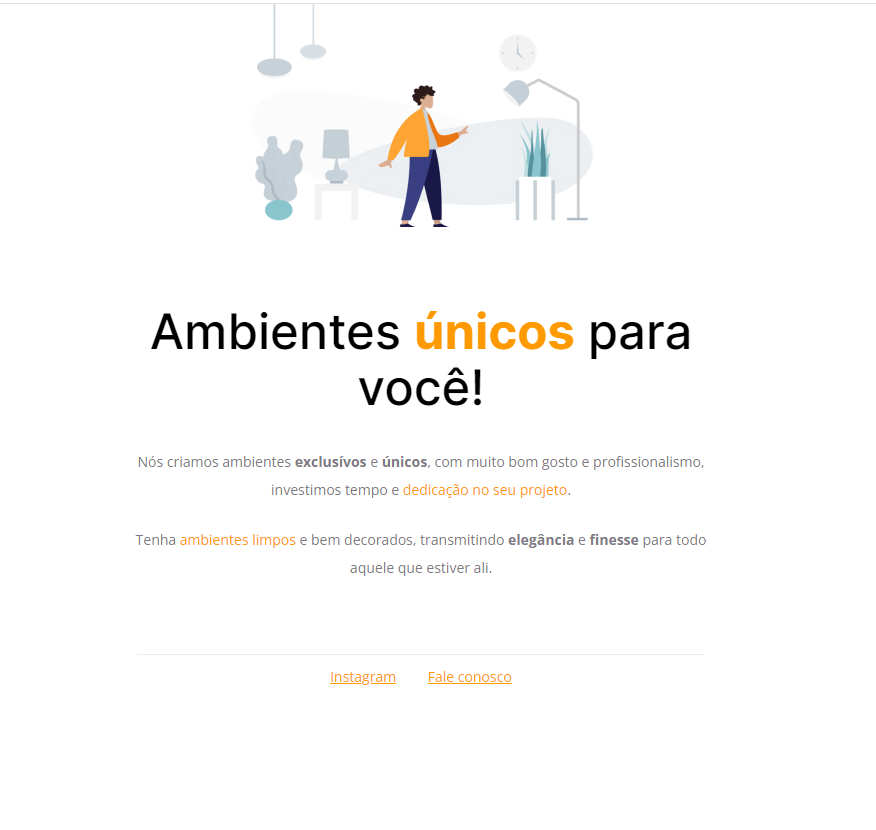 Ambientes únicos para
você!
Nós criamos ambientes exclusívos e únicos, com muito bom gosto e profissionalismo,
investimos tempo e dedicação no seu projeto.
Tenha ambientes limpos e bem decorados, transmitindo elegância e finesse para todo
aquele que estiver ali.
Instagram Fale conosco